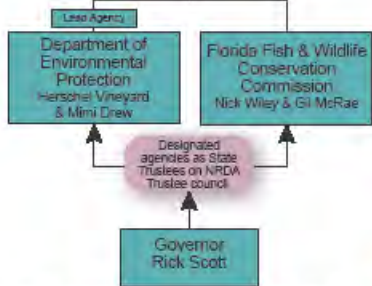 Lead Agency
Department of
Environmental
Protection
Herschel Vineyard
& Mimi Drew
Florida Fish & Wildlife
Conservation
Commission
Nick Wiley & Gil McRae
Designated
agencies as State
Trustees on NRDA
Trustee council
Governor
Rick Scott